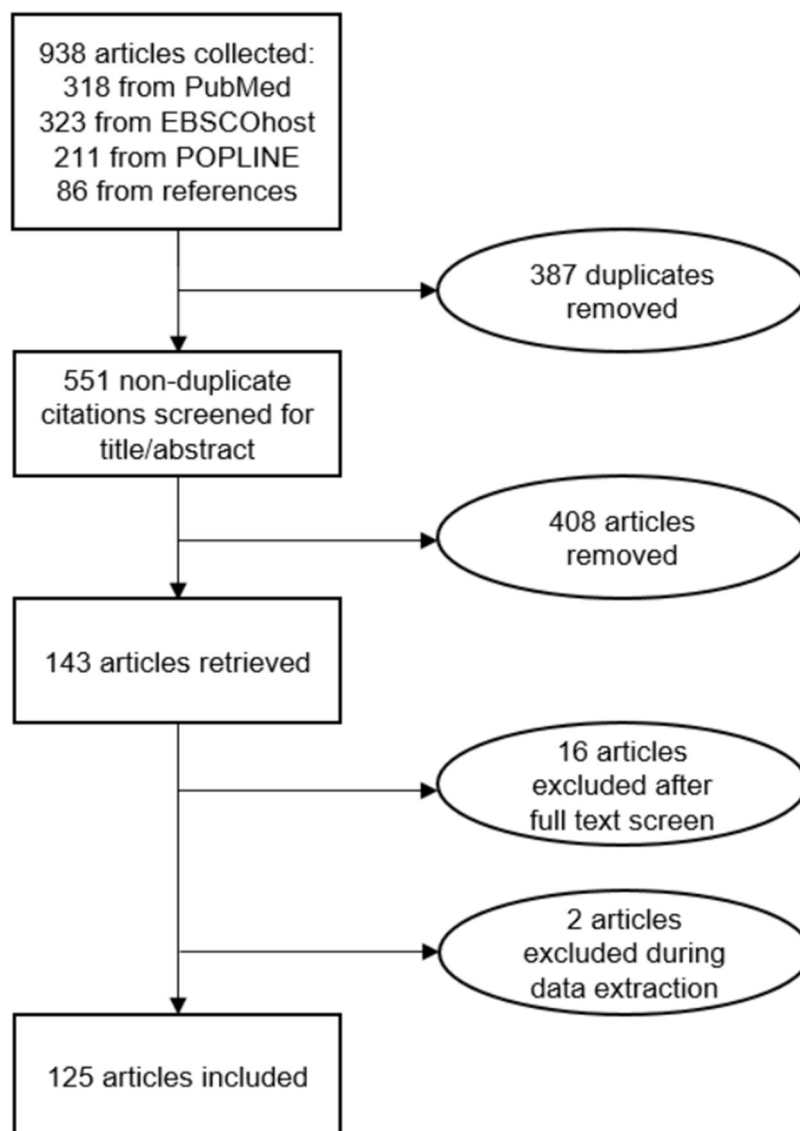 938 articles collected:
318 from PubMed
323 from EBSCOhost
211 from POPLINE
86 from references
387 duplicates
removed
551 non-duplicate
citations screened for
title/abstract
408 articles
removed
143 articles retrieved
16 articles
excluded after
full text screen
2 articles
excluded during
data extraction
125 articles included